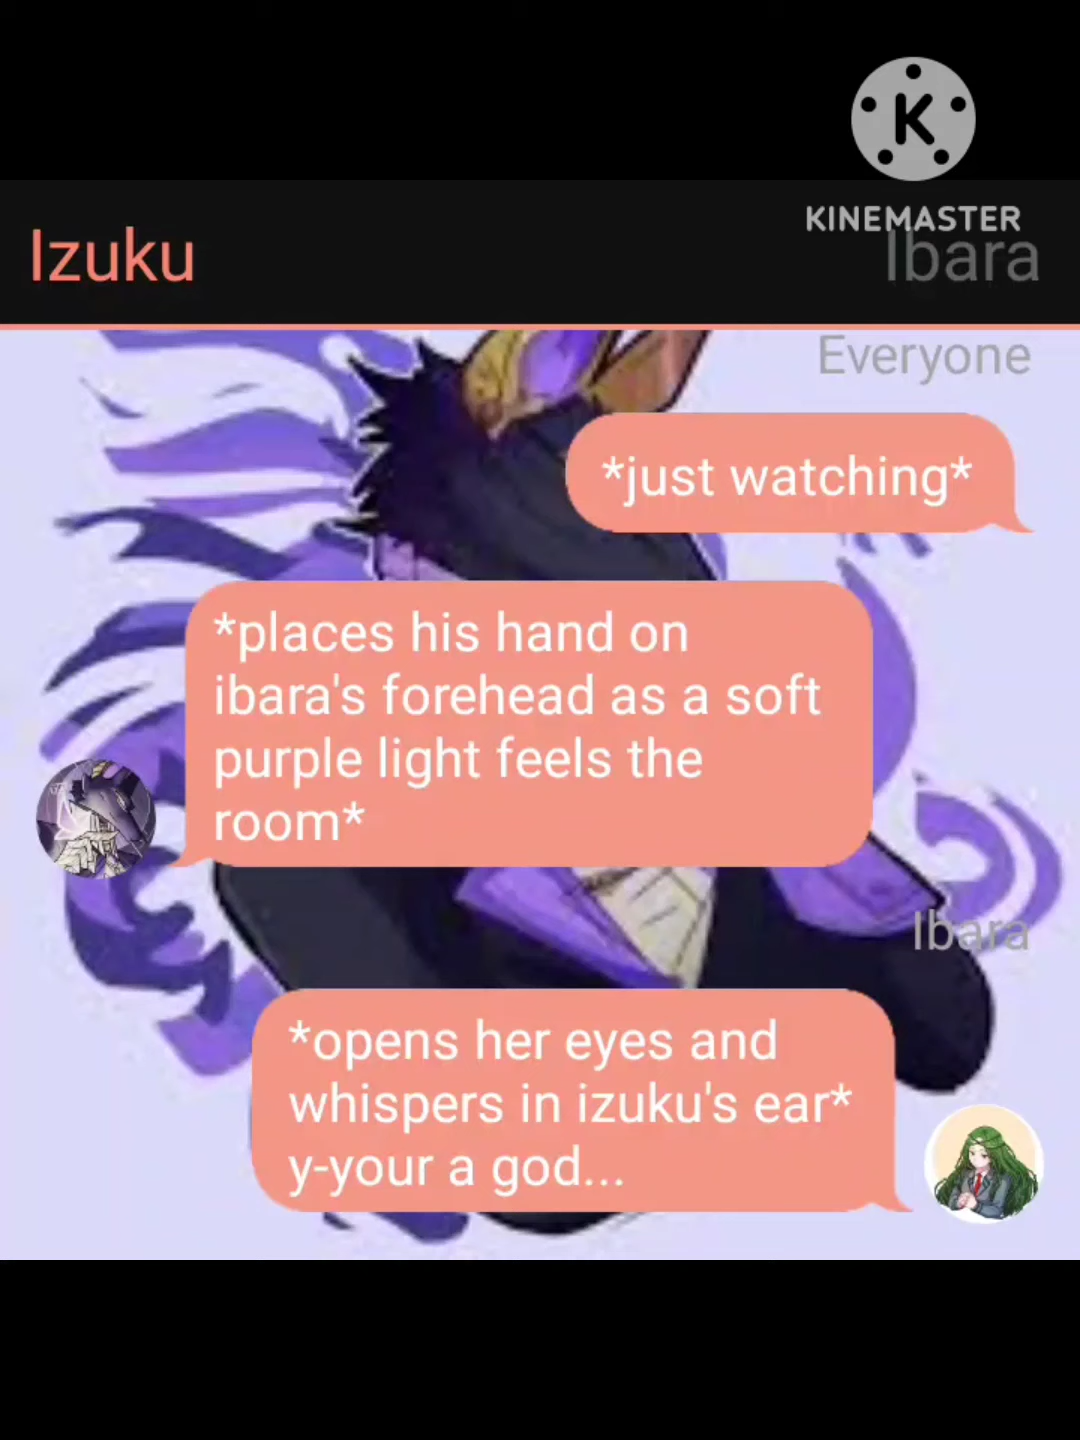 K
KINEMASTER
Izuku
Ibara
Everyone
*just watching*
*places his hand on
ibara's forehead as a soft
purple light feels the
room*
Ibara
*opens her eyes and
whispers in izuku's ear*
y-your a god...